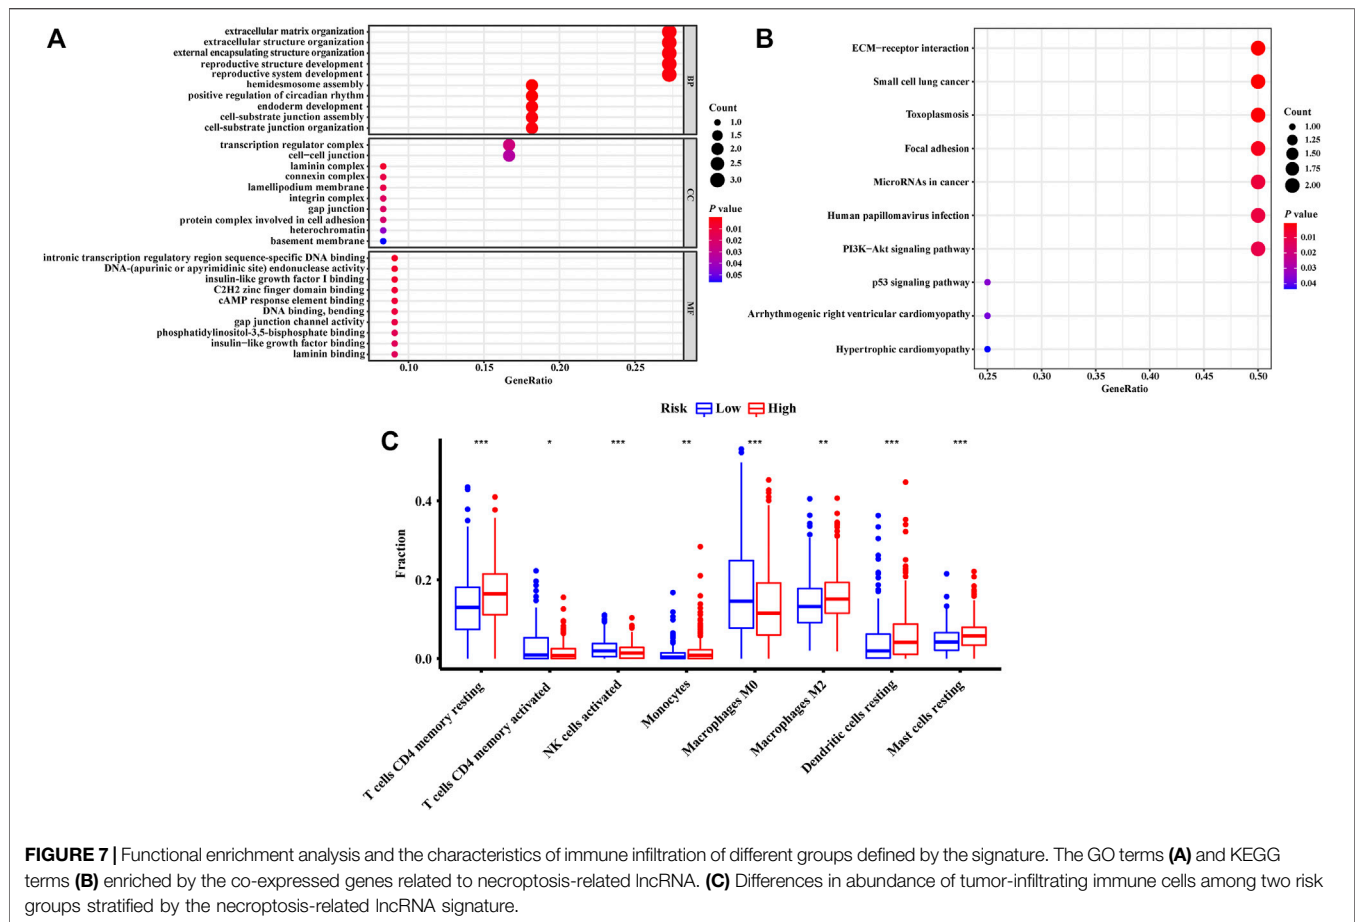 A
extracellular matrix organization
extracellular structure organization
external encapsulating structure organization
reproductive structure development
reproductive system development
hemidesmosome assembly
positive regulation of circadian rhythm
endoderm development
cell-substrate junction assembly
cell-substrate junction organization
BP
transcription regulator complex
cell−cell junction
laminin complex
connexin complex
lamellipodium membrane
integrin complex
gap junction
protein complex involved in cell adhesion
heterochromatin
basement membrane
CC
intronic transcription regulatory region sequence-specific DNA binding
DNA-(apurinic or apyrimidinic site) endonuclease activity
insulin-like growth factor I binding
C2H2 zinc finger domain binding
cAMP response element binding
DNA binding, bending
gap junction channel activity
phosphatidylinositol-3,5-bisphosphate binding
insulin−like growth factor binding
laminin binding
MF
0.10 0.15 0.20 0.25
GeneRatio
Count
1.0
1.5
2.0
2.5
3.0
P value
0.01
0.02
0.03
0.04
0.05
B
ECM−receptor interaction
Small cell lung cancer
Toxoplasmosis
Focal adhesion
MicroRNAs in cancer
Human papillomavirus infection
PI3K−Akt signaling pathway
p53 signaling pathway
Arrhythmogenic right ventricular cardiomyopathy
Hypertrophic cardiomyopathy
0.25 0.30 0.35 0.40 0.45 0.50
GeneRatio
Count
1.00
1.25
1.50
1.75
2.00
P value
0.01
0.02
0.03
0.04
Risk Low High
C
*** * *** ** *** ** *** ***
Fraction
0.4
0.2
0.0
T cells CD4 memory resting
T cells CD4 memory activated
NK cells activated
Monocytes
Macrophages M0
Macrophages M2
Dendritic cells resting
Mast cells resting
FIGURE 7 | Functional enrichment analysis and the characteristics of immune infiltration of different groups defined by the signature. The GO terms (A) and KEGG
terms (B) enriched by the co-expressed genes related to necroptosis-related lncRNA. (C) Differences in abundance of tumor-infiltrating immune cells among two risk
groups stratified by the necroptosis-related lncRNA signature.